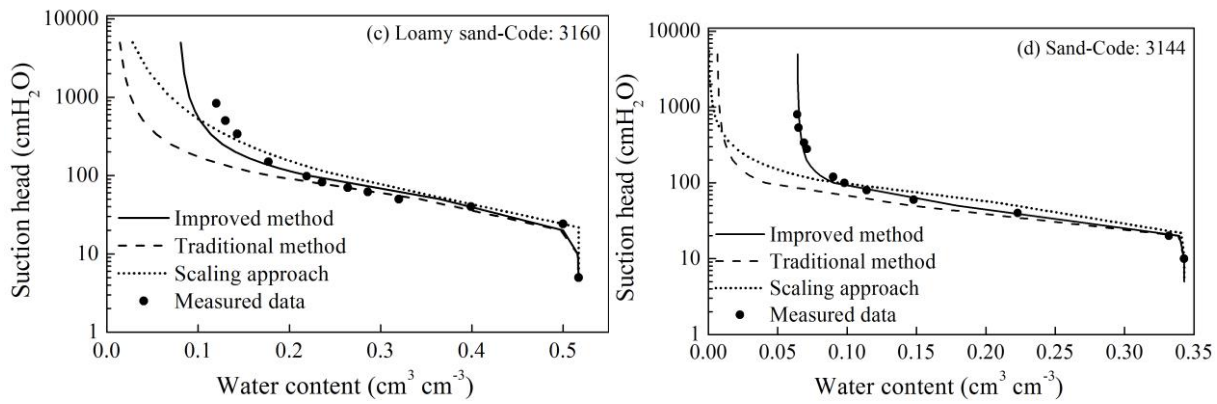 10000
1000
100
10
1
Suction head (cmH₂O)
(c) Loamy sand-Code: 3160
Improved method
Traditional method
Scaling approach
Measured data
0.0 0.1 0.2 0.3 0.4 0.5
Water content (cm³ cm⁻³)
10000
1000
100
10
1
Suction head (cmH₂O)
(d) Sand-Code: 3144
Improved method
Traditional method
Scaling approach
Measured data
0.00 0.05 0.10 0.15 0.20 0.25 0.30 0.35
Water content (cm³ cm⁻³)